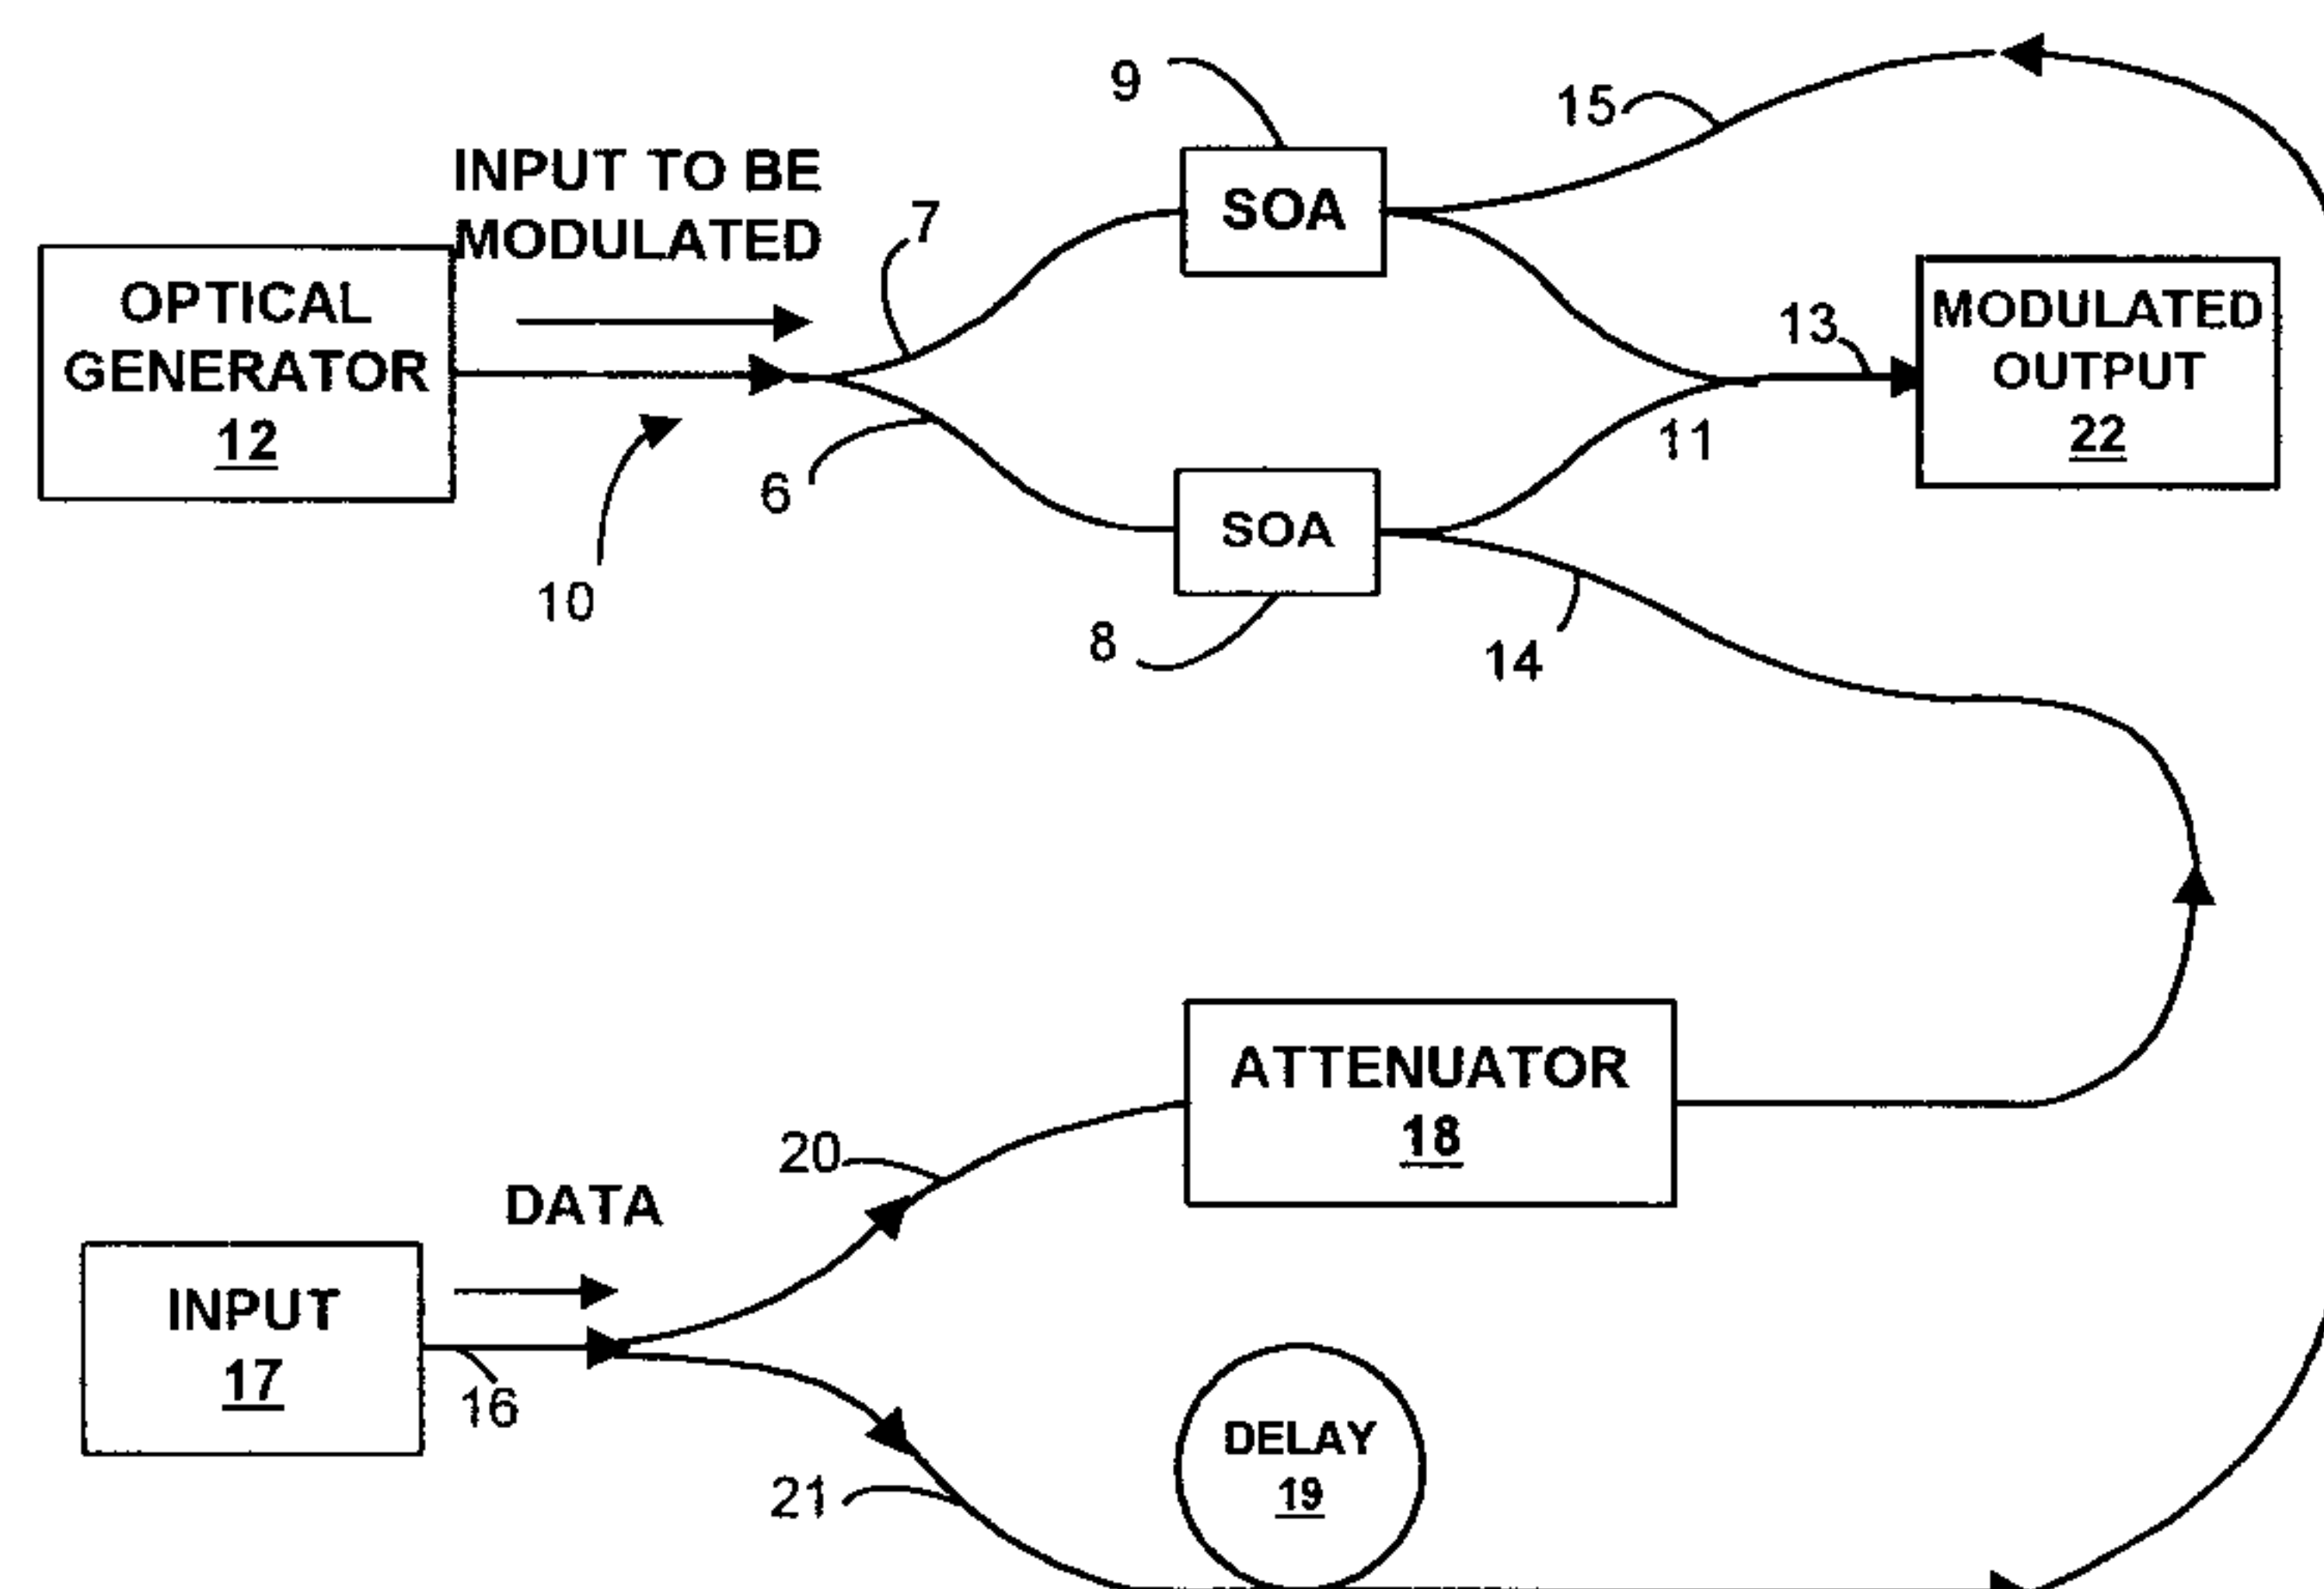 9
15
INPUT TO BE
MODULATED
7
SOA
OPTICAL
GENERATOR
12
13
MODULATED
OUTPUT
22
6
11
SOA
10
8
14
ATTENUATOR
18
20
DATA
INPUT
17
16
DELAY
19
21